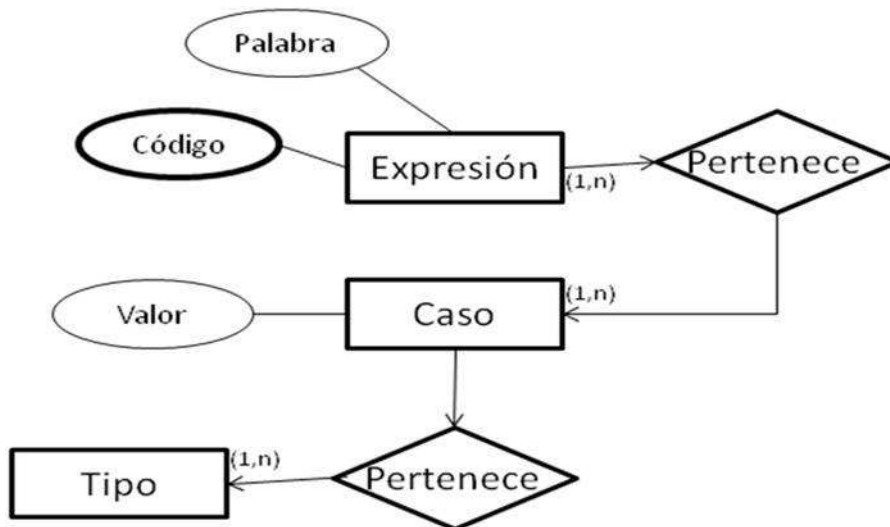 Palabra
Código
Expresión
(1,n)
Pertenece
(1,n)
Valor
Caso
(1,n)
Tipo
Pertenece